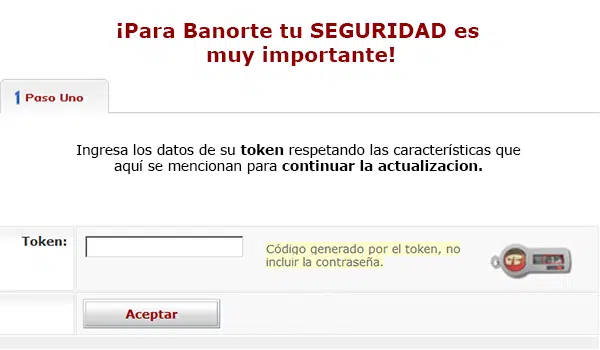 ¡Para Banorte tu SEGURIDAD es
muy importante!
1 Paso Uno
Ingresa los datos de su token respetando las características que
aquí se mencionan para continuar la actualizacion.
Token:
Código generado por el token, no
incluir la contraseña.
Aceptar